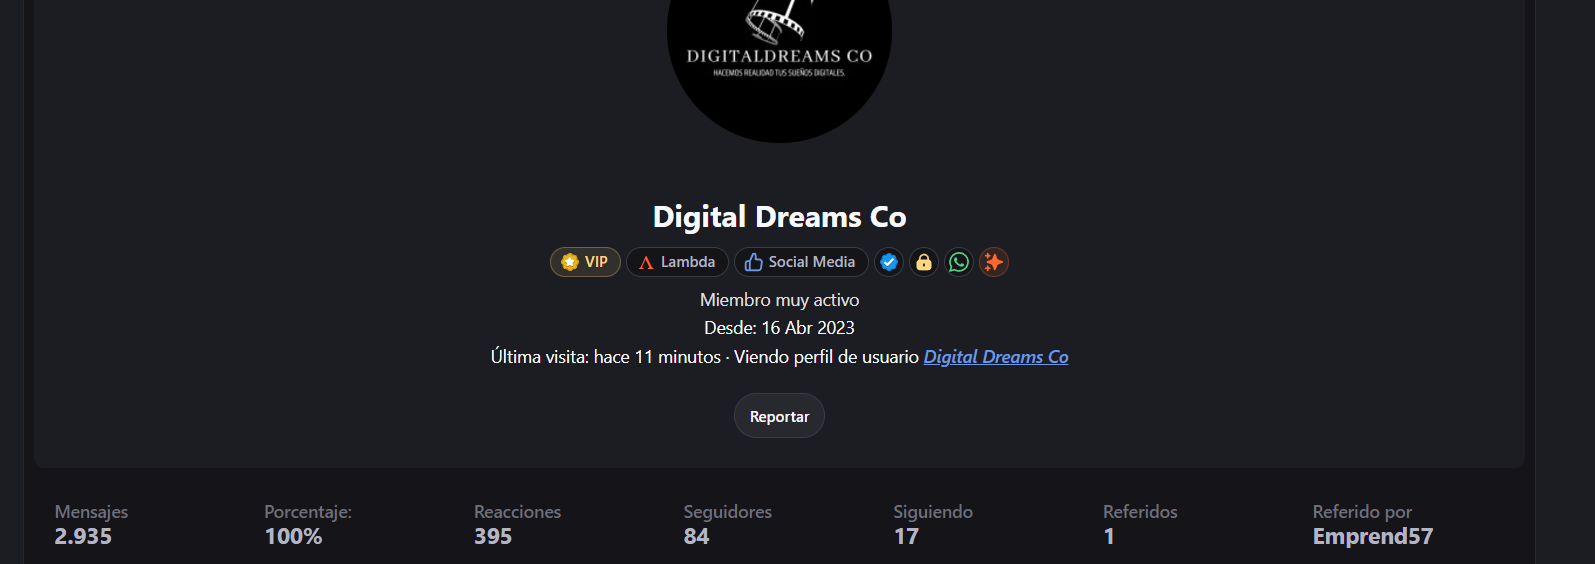 DIGITALDREAMS CO
HACEMOS REALIDAD TUS SUEÑOS DIGITALES.
Digital Dreams Co
VIP Lambda Social Media
Miembro muy activo
Desde: 16 Abr 2023
Última visita: hace 11 minutos · Viendo perfil de usuario Digital Dreams Co
Reportar
Mensajes Porcentaje: Reacciones Seguidores Siguiendo Referidos Referido por
2.935 100% 395 84 17 1 Emprend57